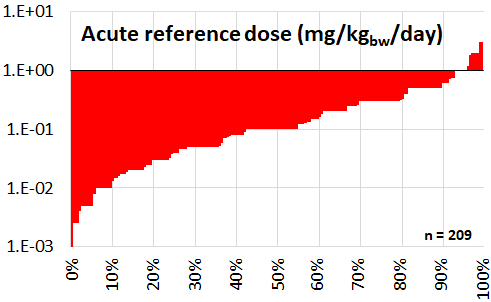 Acute reference dose (mg/kgbw/day)
1.E+01
1.E+00
1.E-01
1.E-02
1.E-03
n = 209
0% 10% 20% 30% 40% 50% 60% 70% 80% 90% 100%